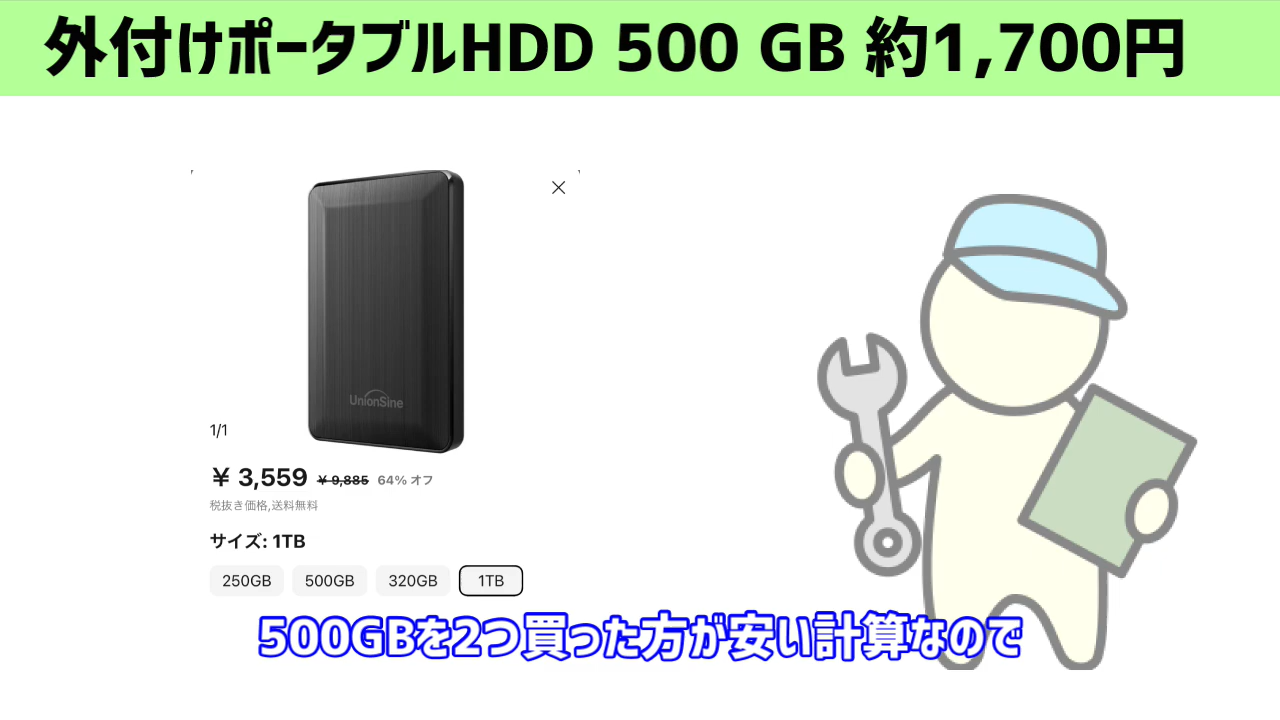 外付けポータブルHDD 500 GB 約1,700円
UnionSine
1/1
￥3,559 ￥9,885 64% オフ
税抜き価格,送料無料
サイズ: 1TB
250GB 500GB 320GB 1TB
500GBを2つ買った方が安い計算なので